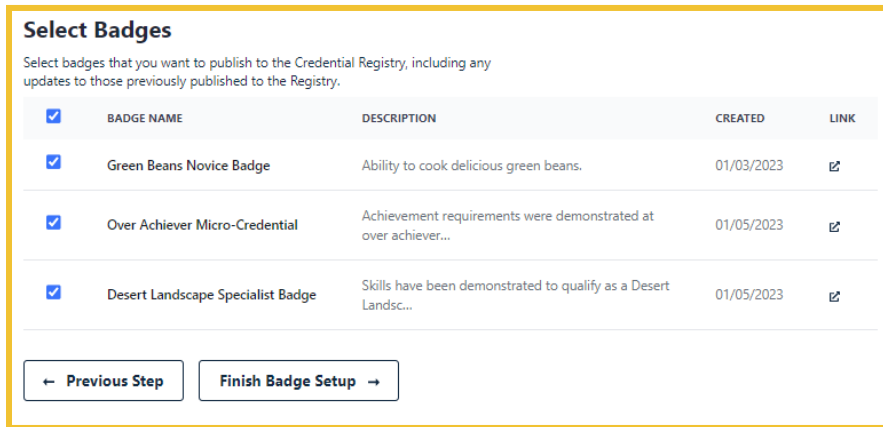 Select Badges
Select badges that you want to publish to the Credential Registry, including any
updates to those previously published to the Registry.
BADGE NAME DESCRIPTION CREATED LINK
Green Beans Novice Badge Ability to cook delicious green beans. 01/03/2023
Over Achiever Micro-Credential Achievement requirements were demonstrated at
over achiever... 01/05/2023
Desert Landscape Specialist Badge Skills have been demonstrated to qualify as a Desert
Landsc... 01/05/2023
← Previous Step Finish Badge Setup →